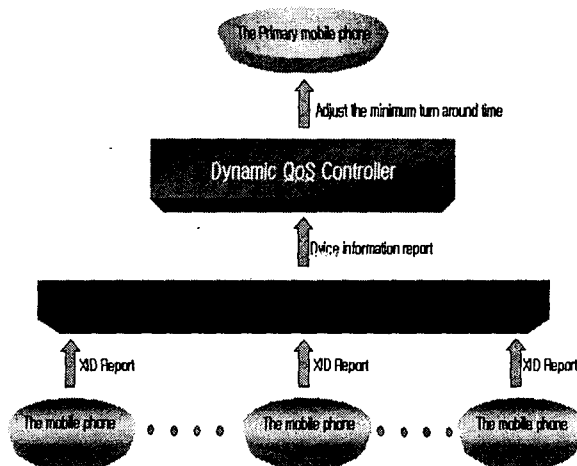 The Primary mobile phone
Adjust the minimum turn around time
Dynamic QoS Controller
Dvice information report
XID Report
XID Report
XID Report
The mobile phone
The mobile phone
The mobile phone